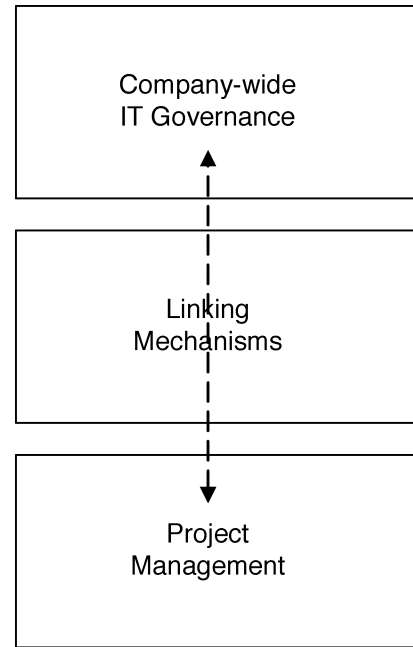 Company-wide
IT Governance
Linking
Mechanisms
Project
Management